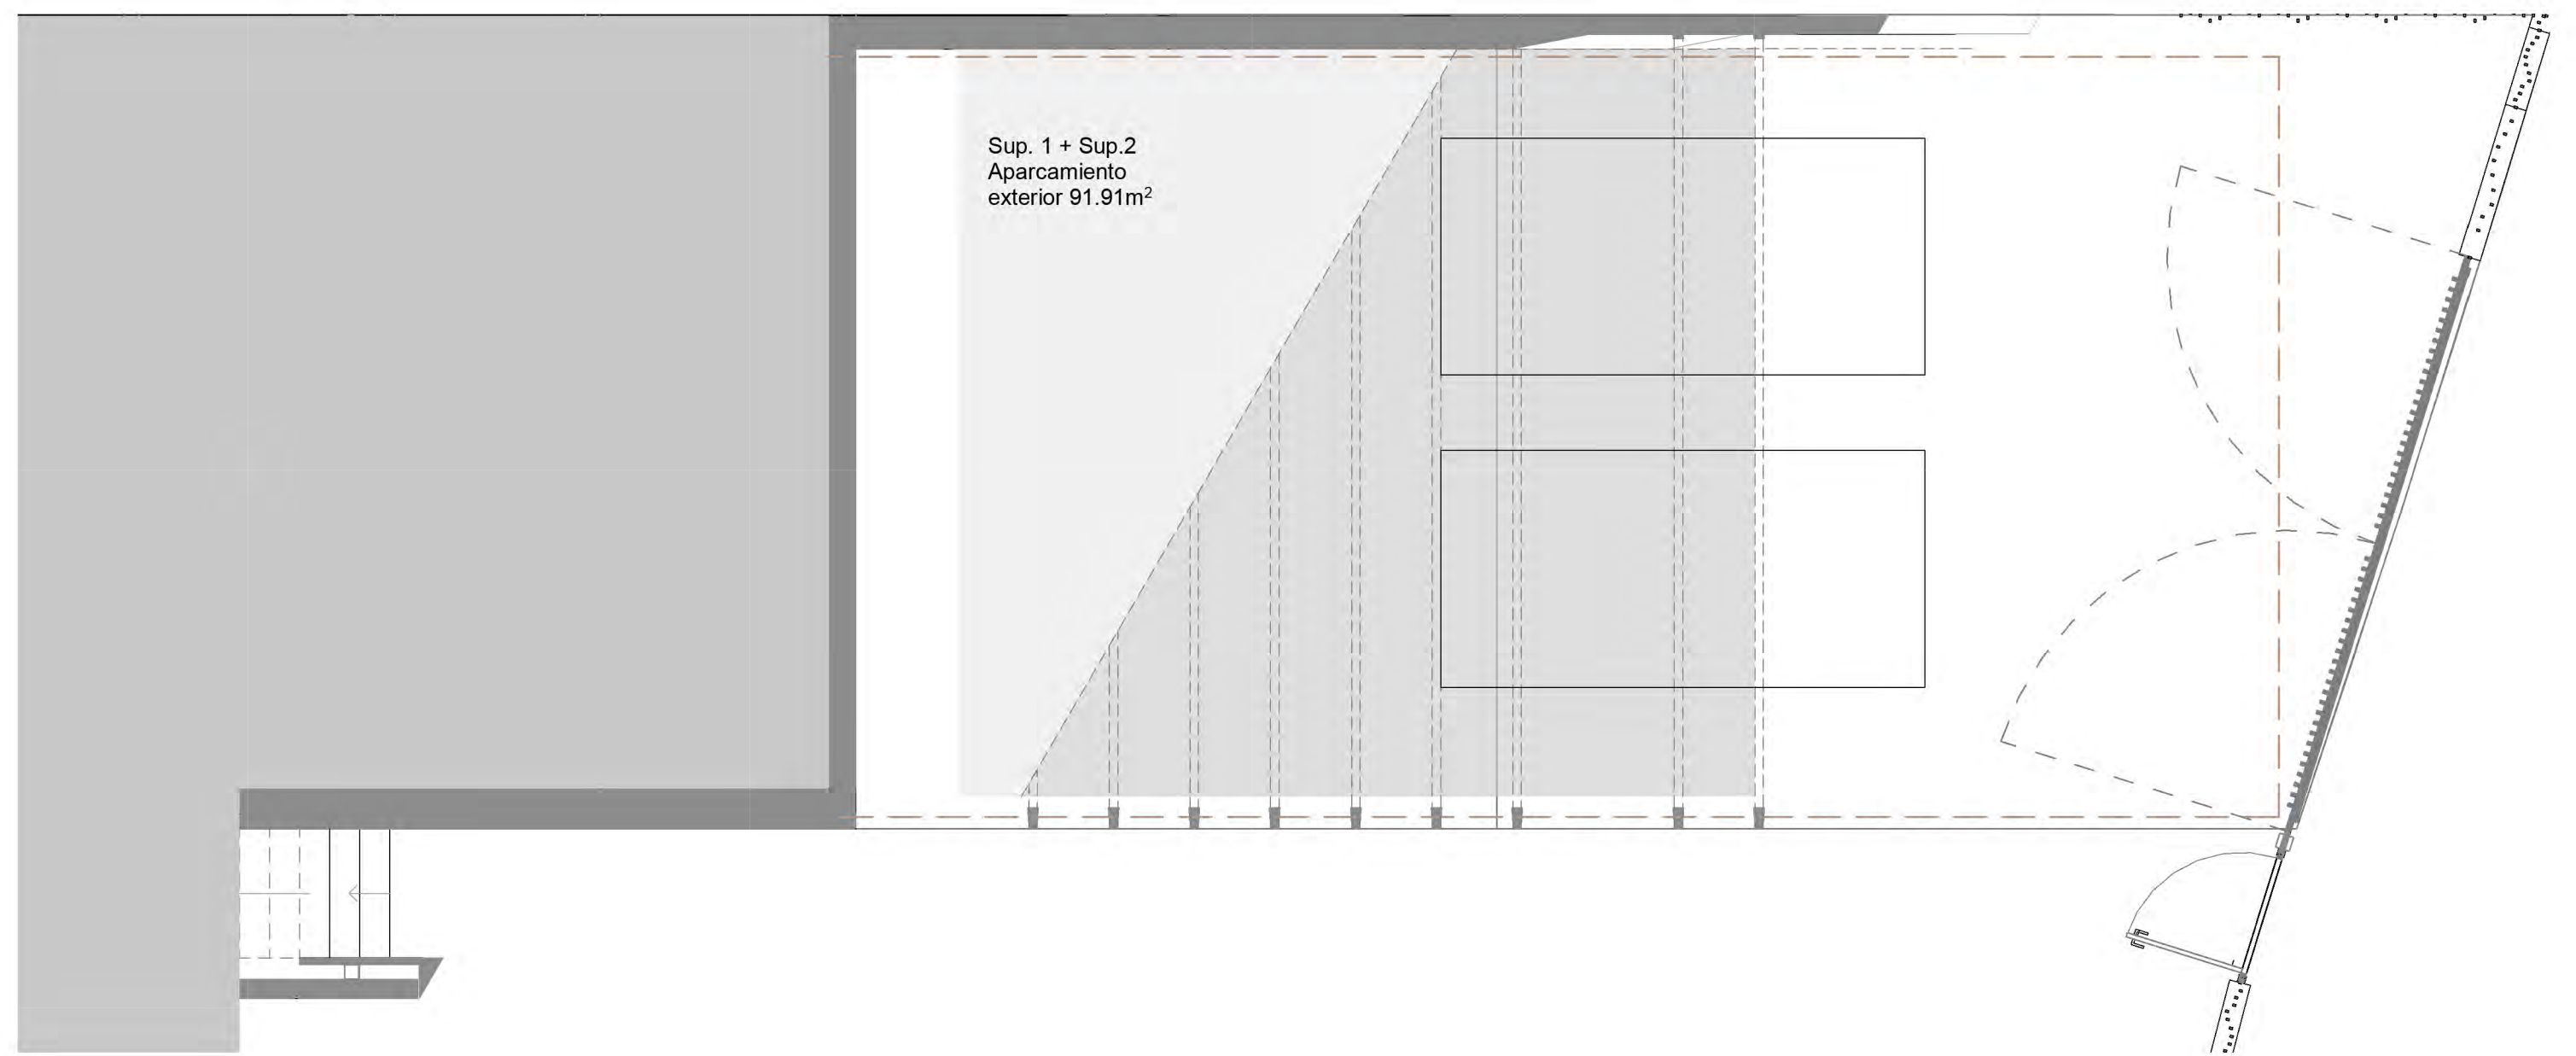 Sup. 1 + Sup.2
Aparcamiento
exterior 91.91m²